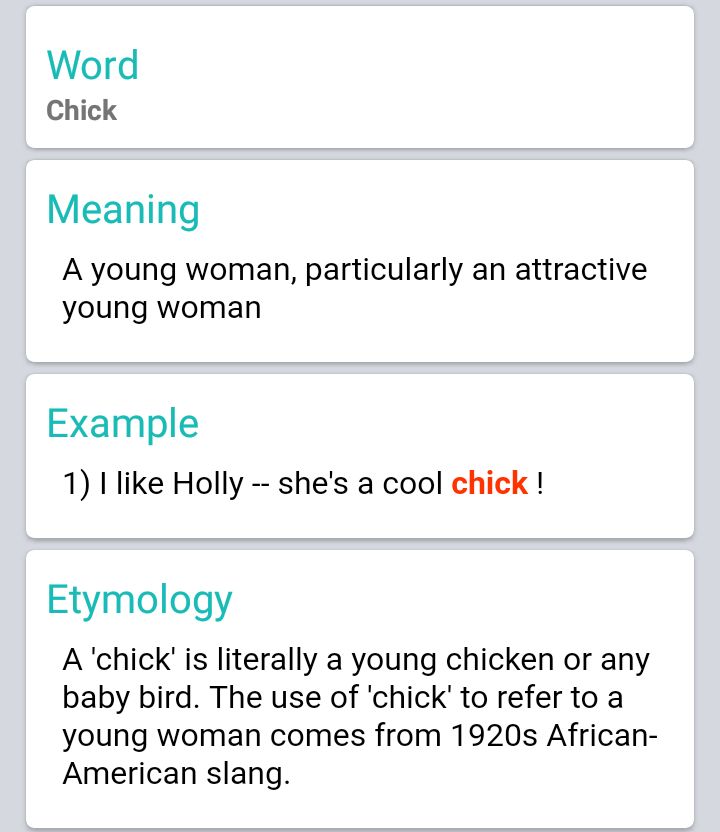 Word
Chick
Meaning
A young woman, particularly an attractive
young woman
Example
1) I like Holly -- she's a cool chick !
Etymology
A 'chick' is literally a young chicken or any
baby bird. The use of 'chick' to refer to a
young woman comes from 1920s African-
American slang.